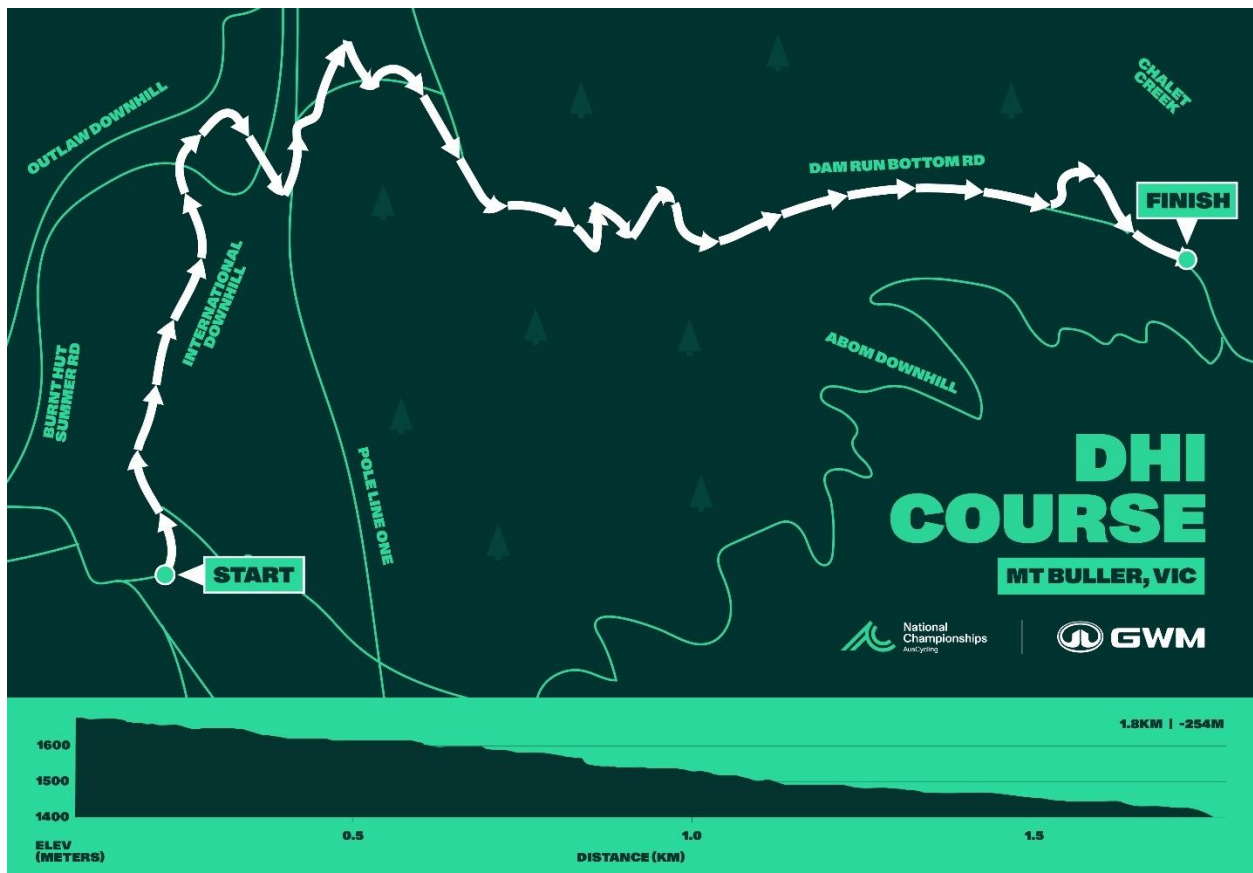 OUTLAW DOWNHILL
CHALET
CREEK
DAM RUN BOTTOM RD
FINISH
INTERNATIONAL
DOWNHILL
BURNT HUT
SUMMER RD
ABOM DOWNHILL
POLE LINE ONE
START
DHI
COURSE
MT BULLER, VIC
National
Championships
AusCycling
GWM
1.8KM | -254M
1600
1500
1400
0.5
1.0
1.5
ELEV
(METERS)
DISTANCE (KM)